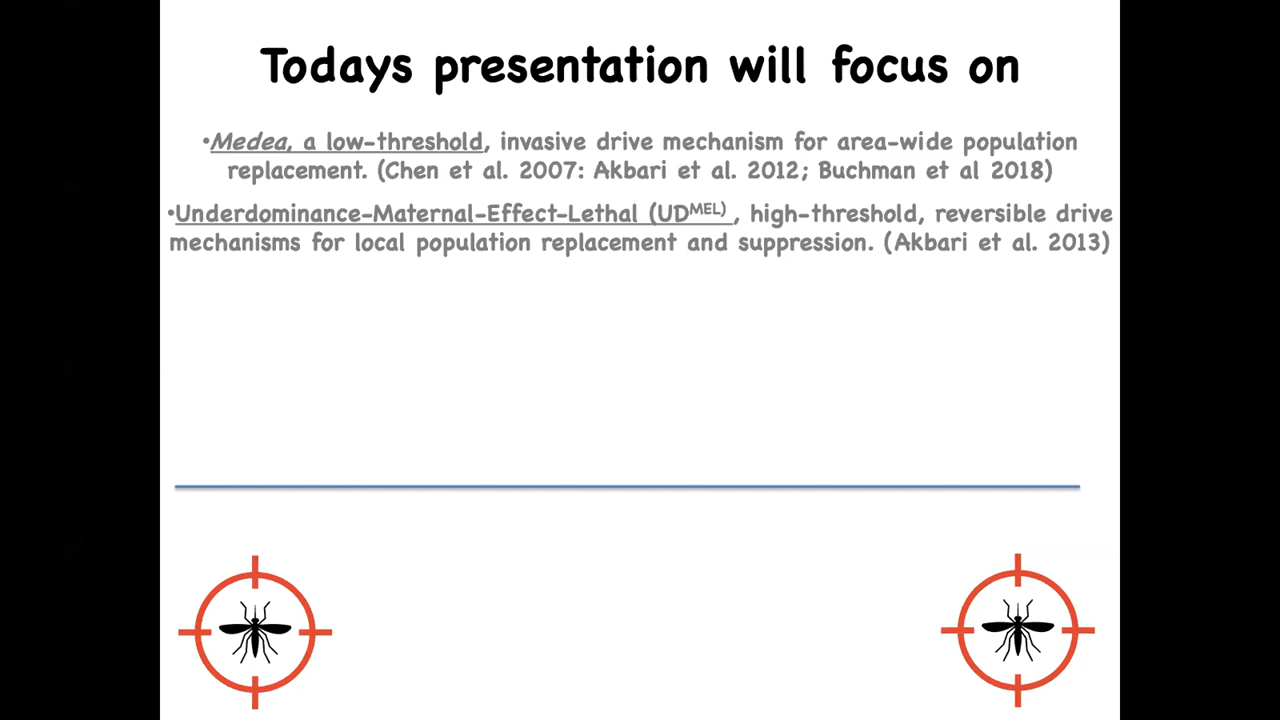 Todays presentation will focus on
•Medea, a low-threshold, invasive drive mechanism for area-wide population
replacement. (Chen et al. 2007: Akbari et al. 2012; Buchman et al 2018)
•Underdominance-Maternal-Effect-Lethal (UDᴹᴱᴸ) , high-threshold, reversible drive
mechanisms for local population replacement and suppression. (Akbari et al. 2013)